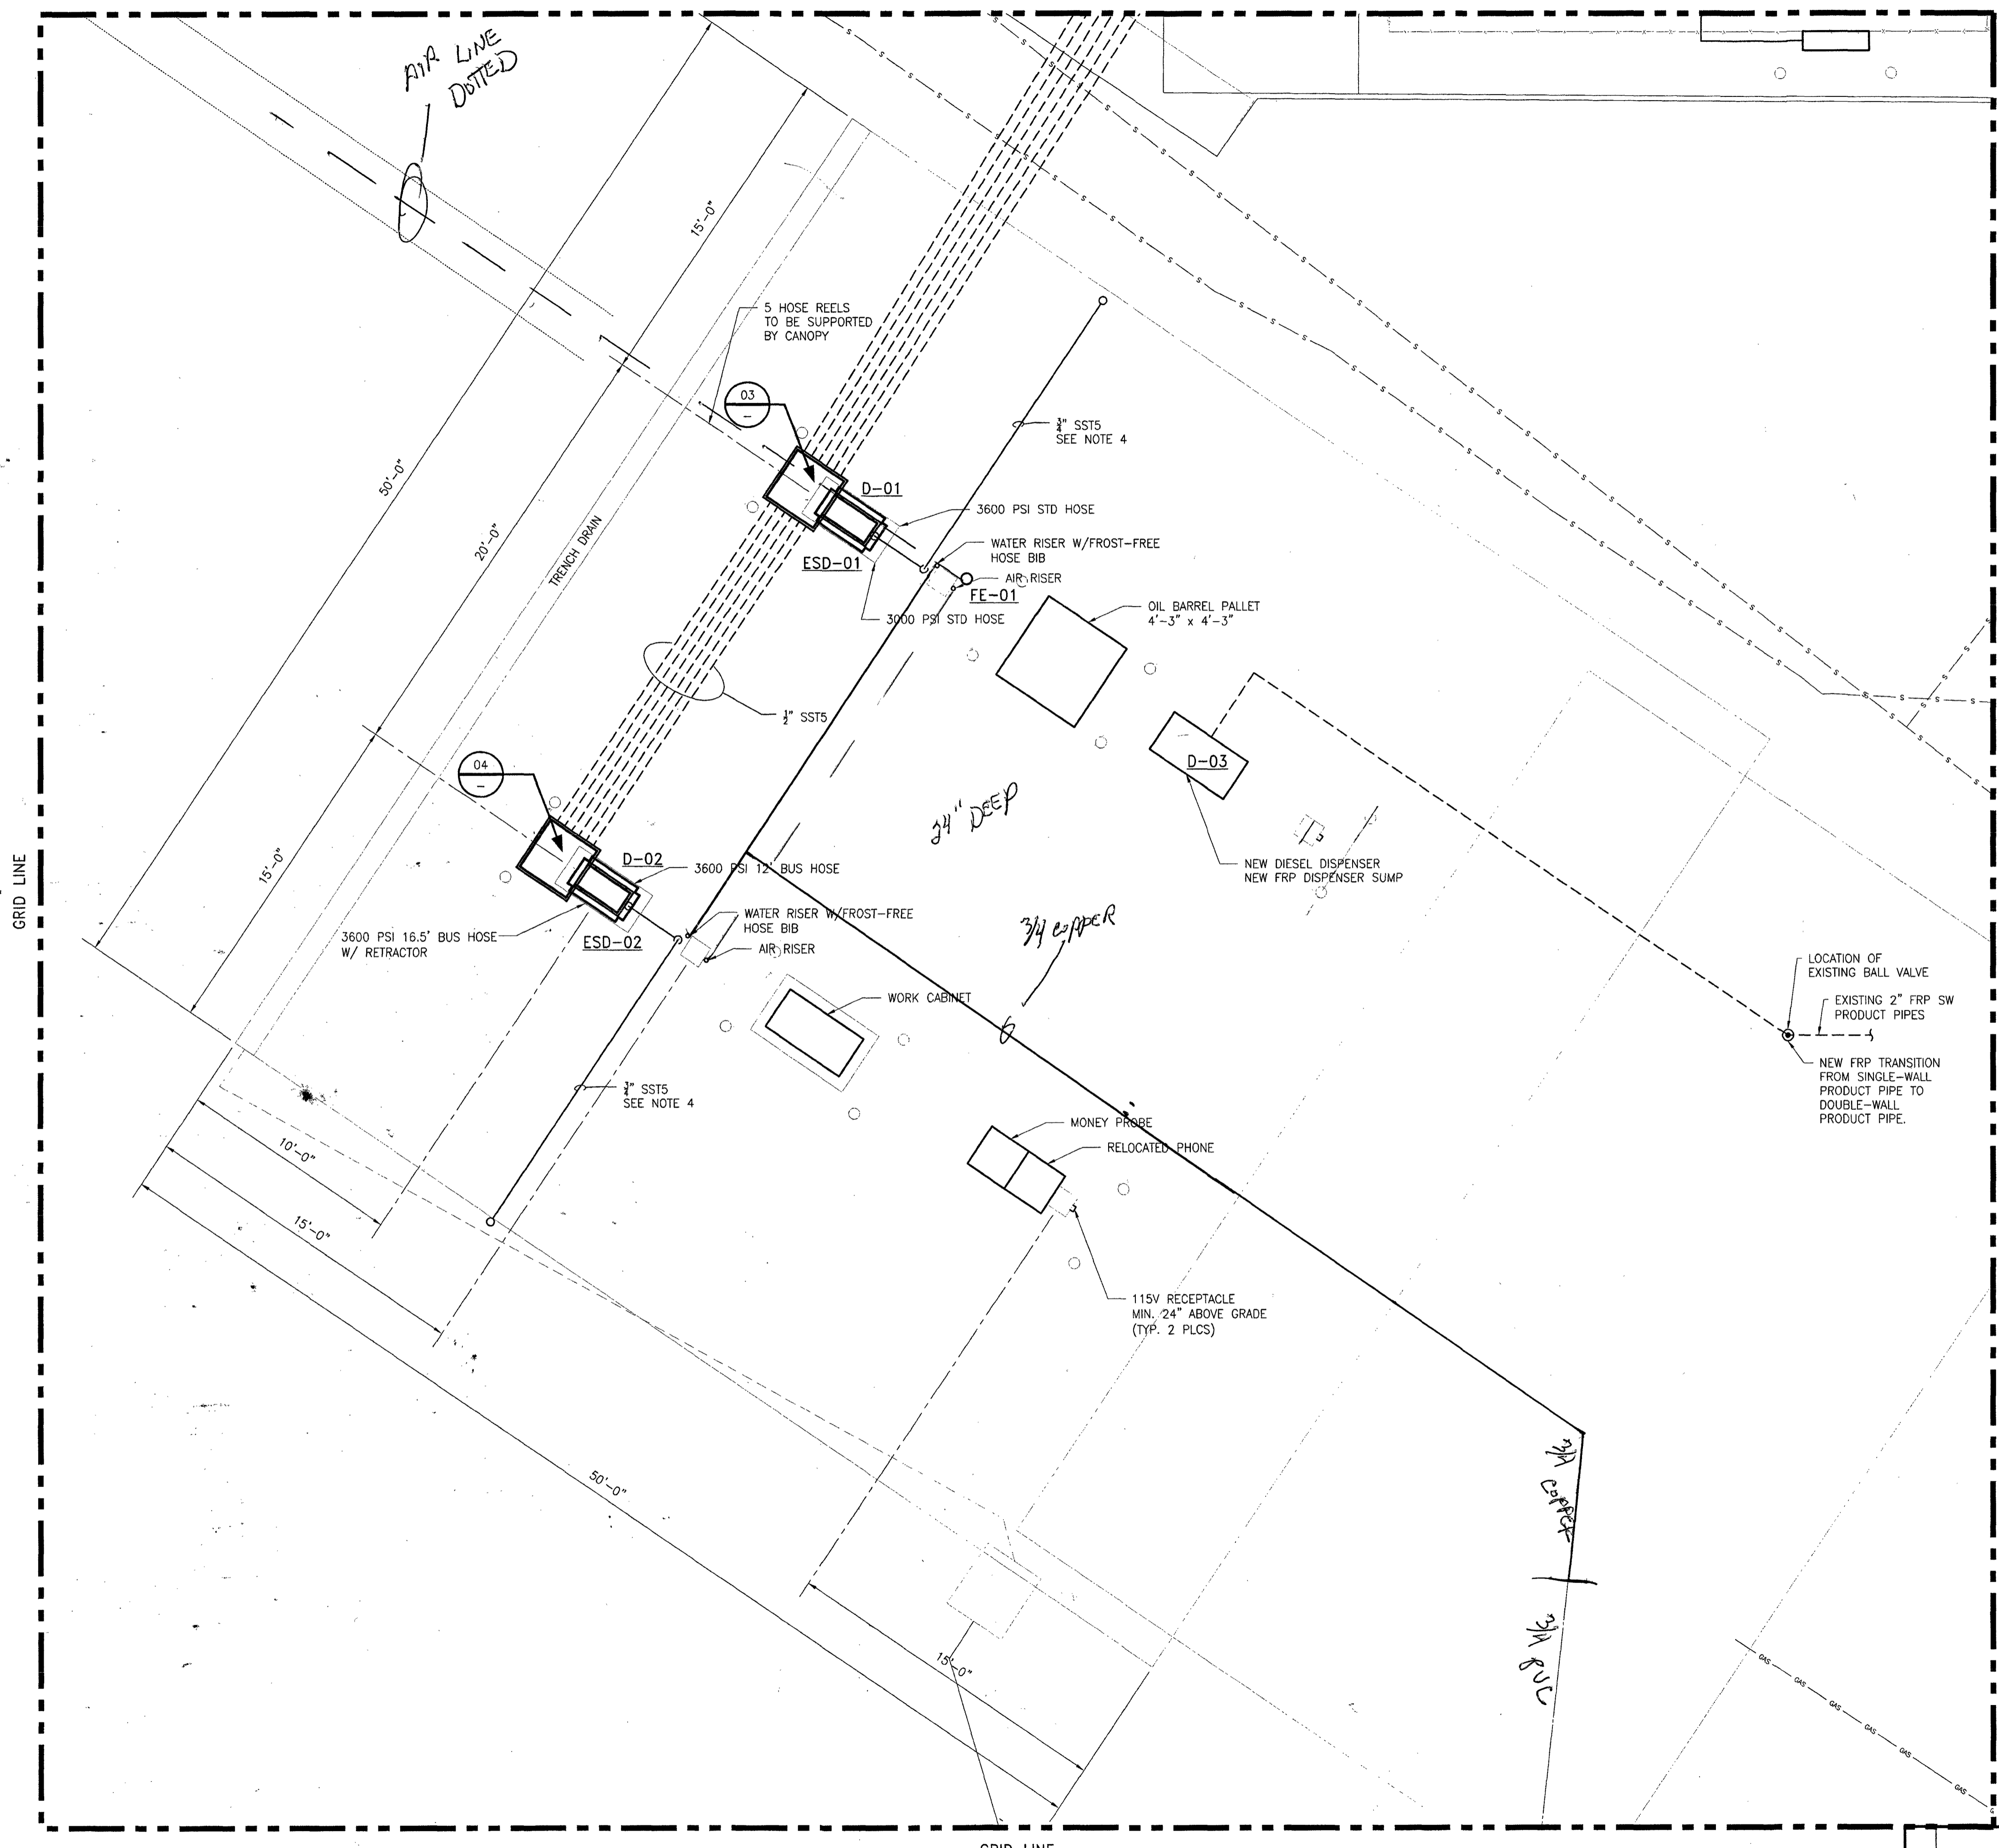 AIR LINE
DOTTED
15'-0"
50'-0"
20'-0"
15'-0"
TRENCH DRAIN
5 HOSE REELS
TO BE SUPPORTED
BY CANOPY
03
–
¾" SST5
SEE NOTE 4
D-01
3600 PSI STD HOSE
WATER RISER W/FROST-FREE
HOSE BIB
ESD-01
AIR RISER
FE-01
3000 PSI STD HOSE
OIL BARREL PALLET
4'-3" x 4'-3"
½" SST5
D-03
04
–
24" DEEP
D-02
3600 PSI 12' BUS HOSE
NEW DIESEL DISPENSER
NEW FRP DISPENSER SUMP
GRID LINE
3/4 COPPER
WATER RISER W/FROST-FREE
HOSE BIB
3600 PSI 16.5' BUS HOSE
W/ RETRACTOR
ESD-02
AIR RISER
LOCATION OF
EXISTING BALL VALVE
WORK CABINET
EXISTING 2" FRP SW
PRODUCT PIPES
NEW FRP TRANSITION
FROM SINGLE-WALL
PRODUCT PIPE TO
DOUBLE-WALL
PRODUCT PIPE.
¾" SST5
SEE NOTE 4
MONEY PROBE
RELOCATED PHONE
10'-0"
15'-0"
115V RECEPTACLE
MIN. 24" ABOVE GRADE
(TYP. 2 PLCS)
50'-0"
3/4 COPPER
3/4 PVC
15'-0"
GAS
GAS
GAS
GAS
GAS
GAS
GRID LINE